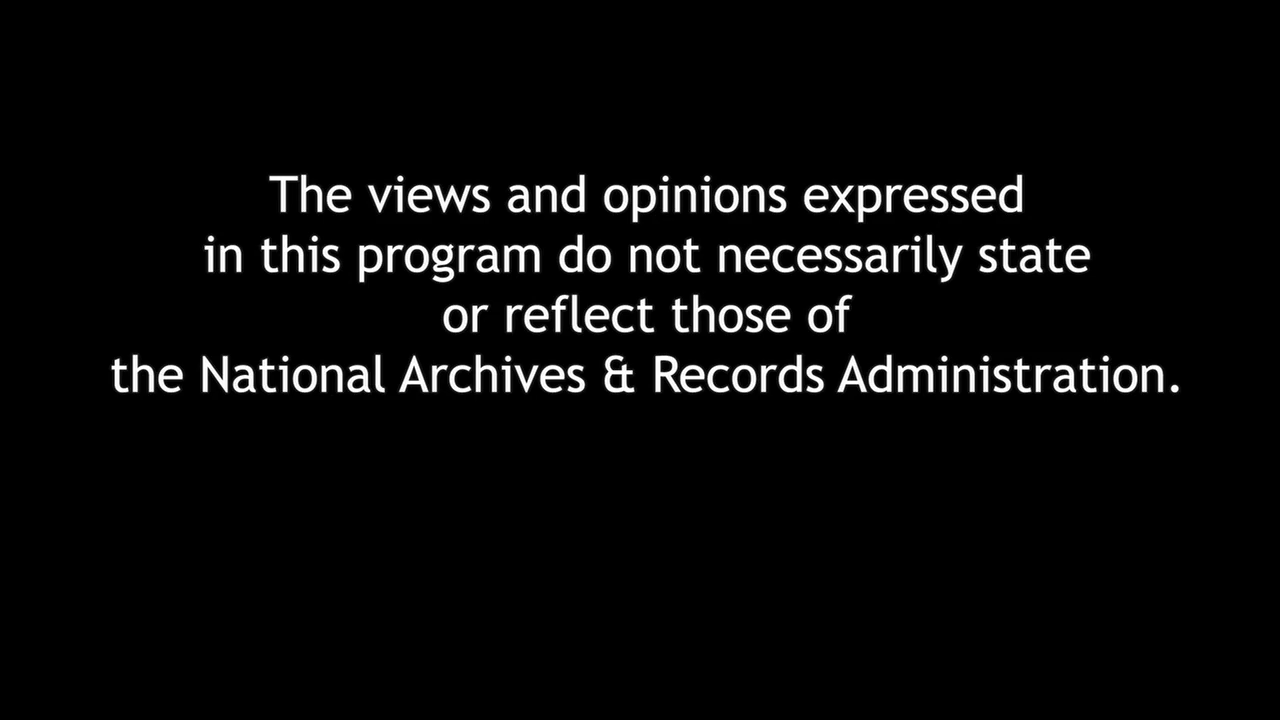 The views and opinions expressed
in this program do not necessarily state
or reflect those of
the National Archives & Records Administration.